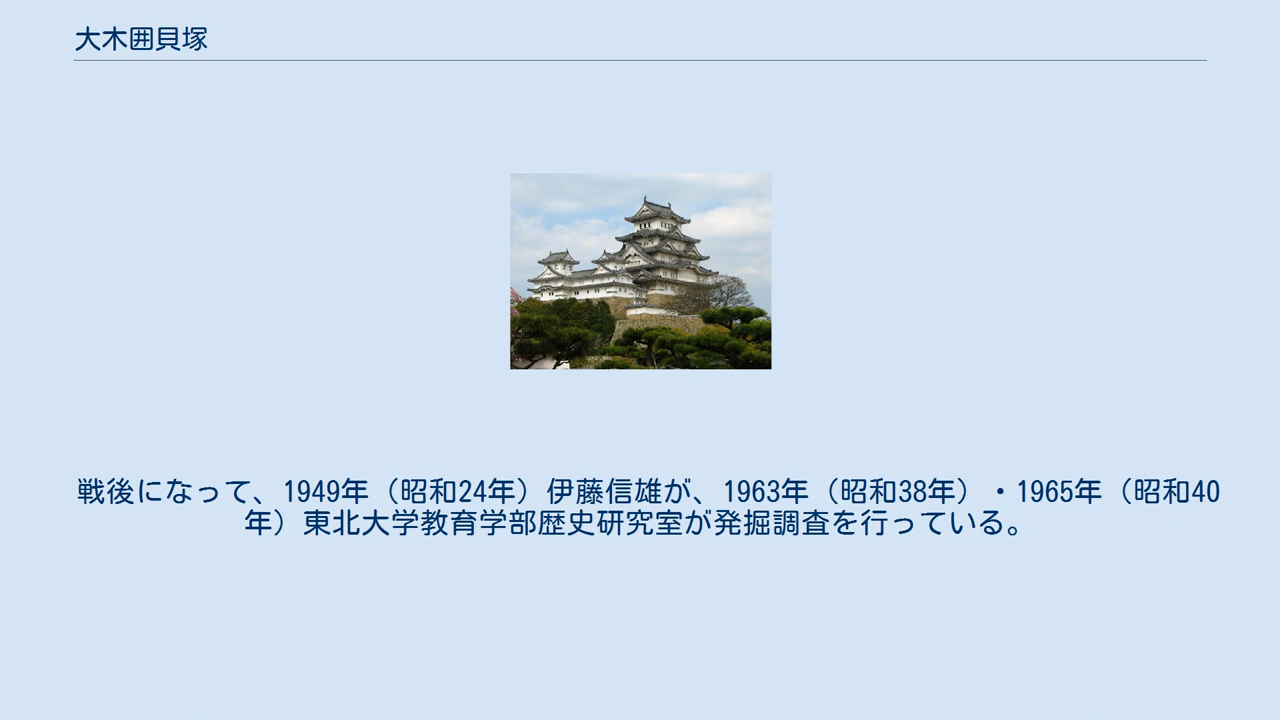 大木囲貝塚
戦後になって、1949年（昭和24年）伊藤信雄が、1963年（昭和38年）・1965年（昭和40
年）東北大学教育学部歴史研究室が発掘調査を行っている。